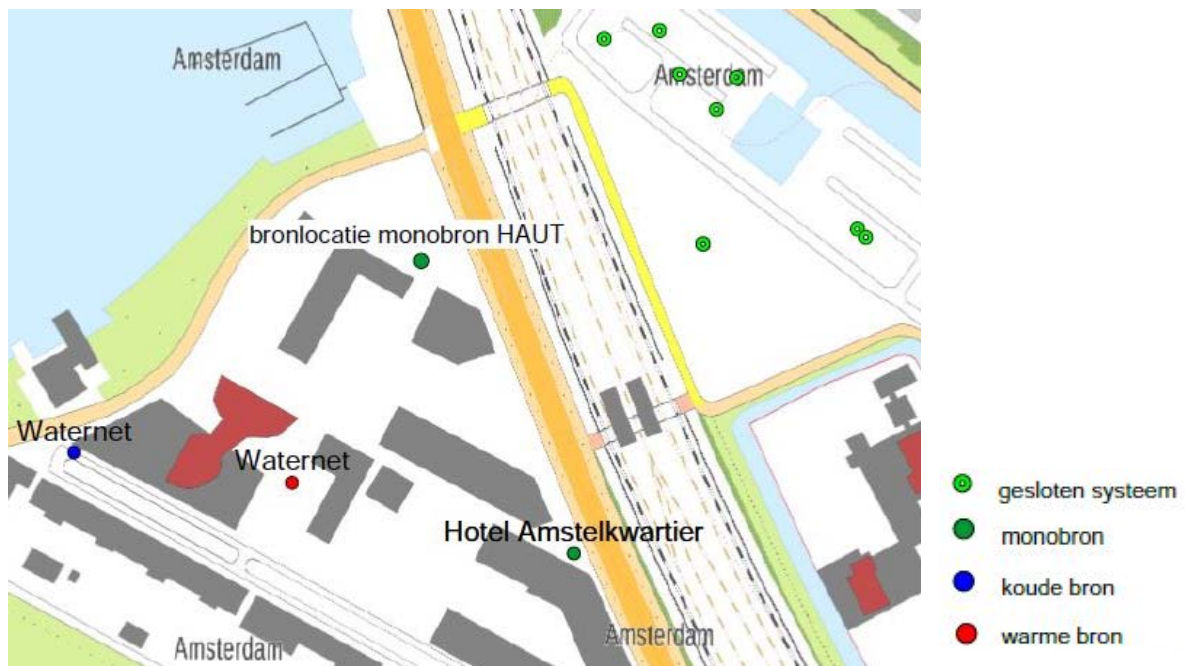 Amsterdam
Amsterdam
bronlocatie monobron HAUT
Waternet
Waternet
Hotel Amstelkwartier
Amsterdam
Amsterdam
gesloten systeem
monobron
koude bron
warme bron